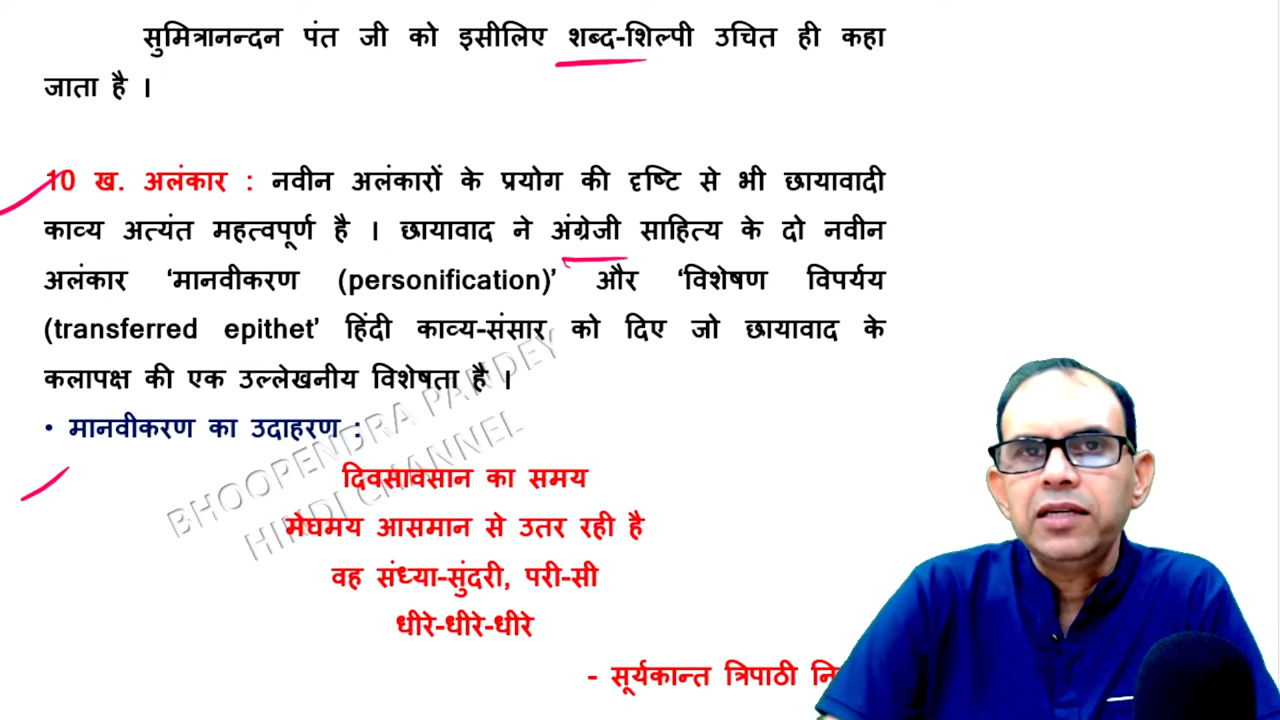 सुमित्रानन्दन पंत जी को इसीलिए शब्द-शिल्पी उचित ही कहा
जाता है ।
10 ख. अलंकार : नवीन अलंकारों के प्रयोग की दृष्टि से भी छायावादी
काव्य अत्यंत महत्वपूर्ण है । छायावाद ने अंग्रेजी साहित्य के दो नवीन
अलंकार ‘मानवीकरण (personification)’ और ‘विशेषण विपर्यय
(transferred epithet’ हिंदी काव्य-संसार को दिए जो छायावाद के
कलापक्ष की एक उल्लेखनीय विशेषता है ।
• मानवीकरण का उदाहरण :
दिवसावसान का समय
मेघमय आसमान से उतर रही है
वह संध्या-सुंदरी, परी-सी
धीरे-धीरे-धीरे
- सूर्यकान्त त्रिपाठी
BHOOPENDRA PANDEY
HINDI CHANNEL